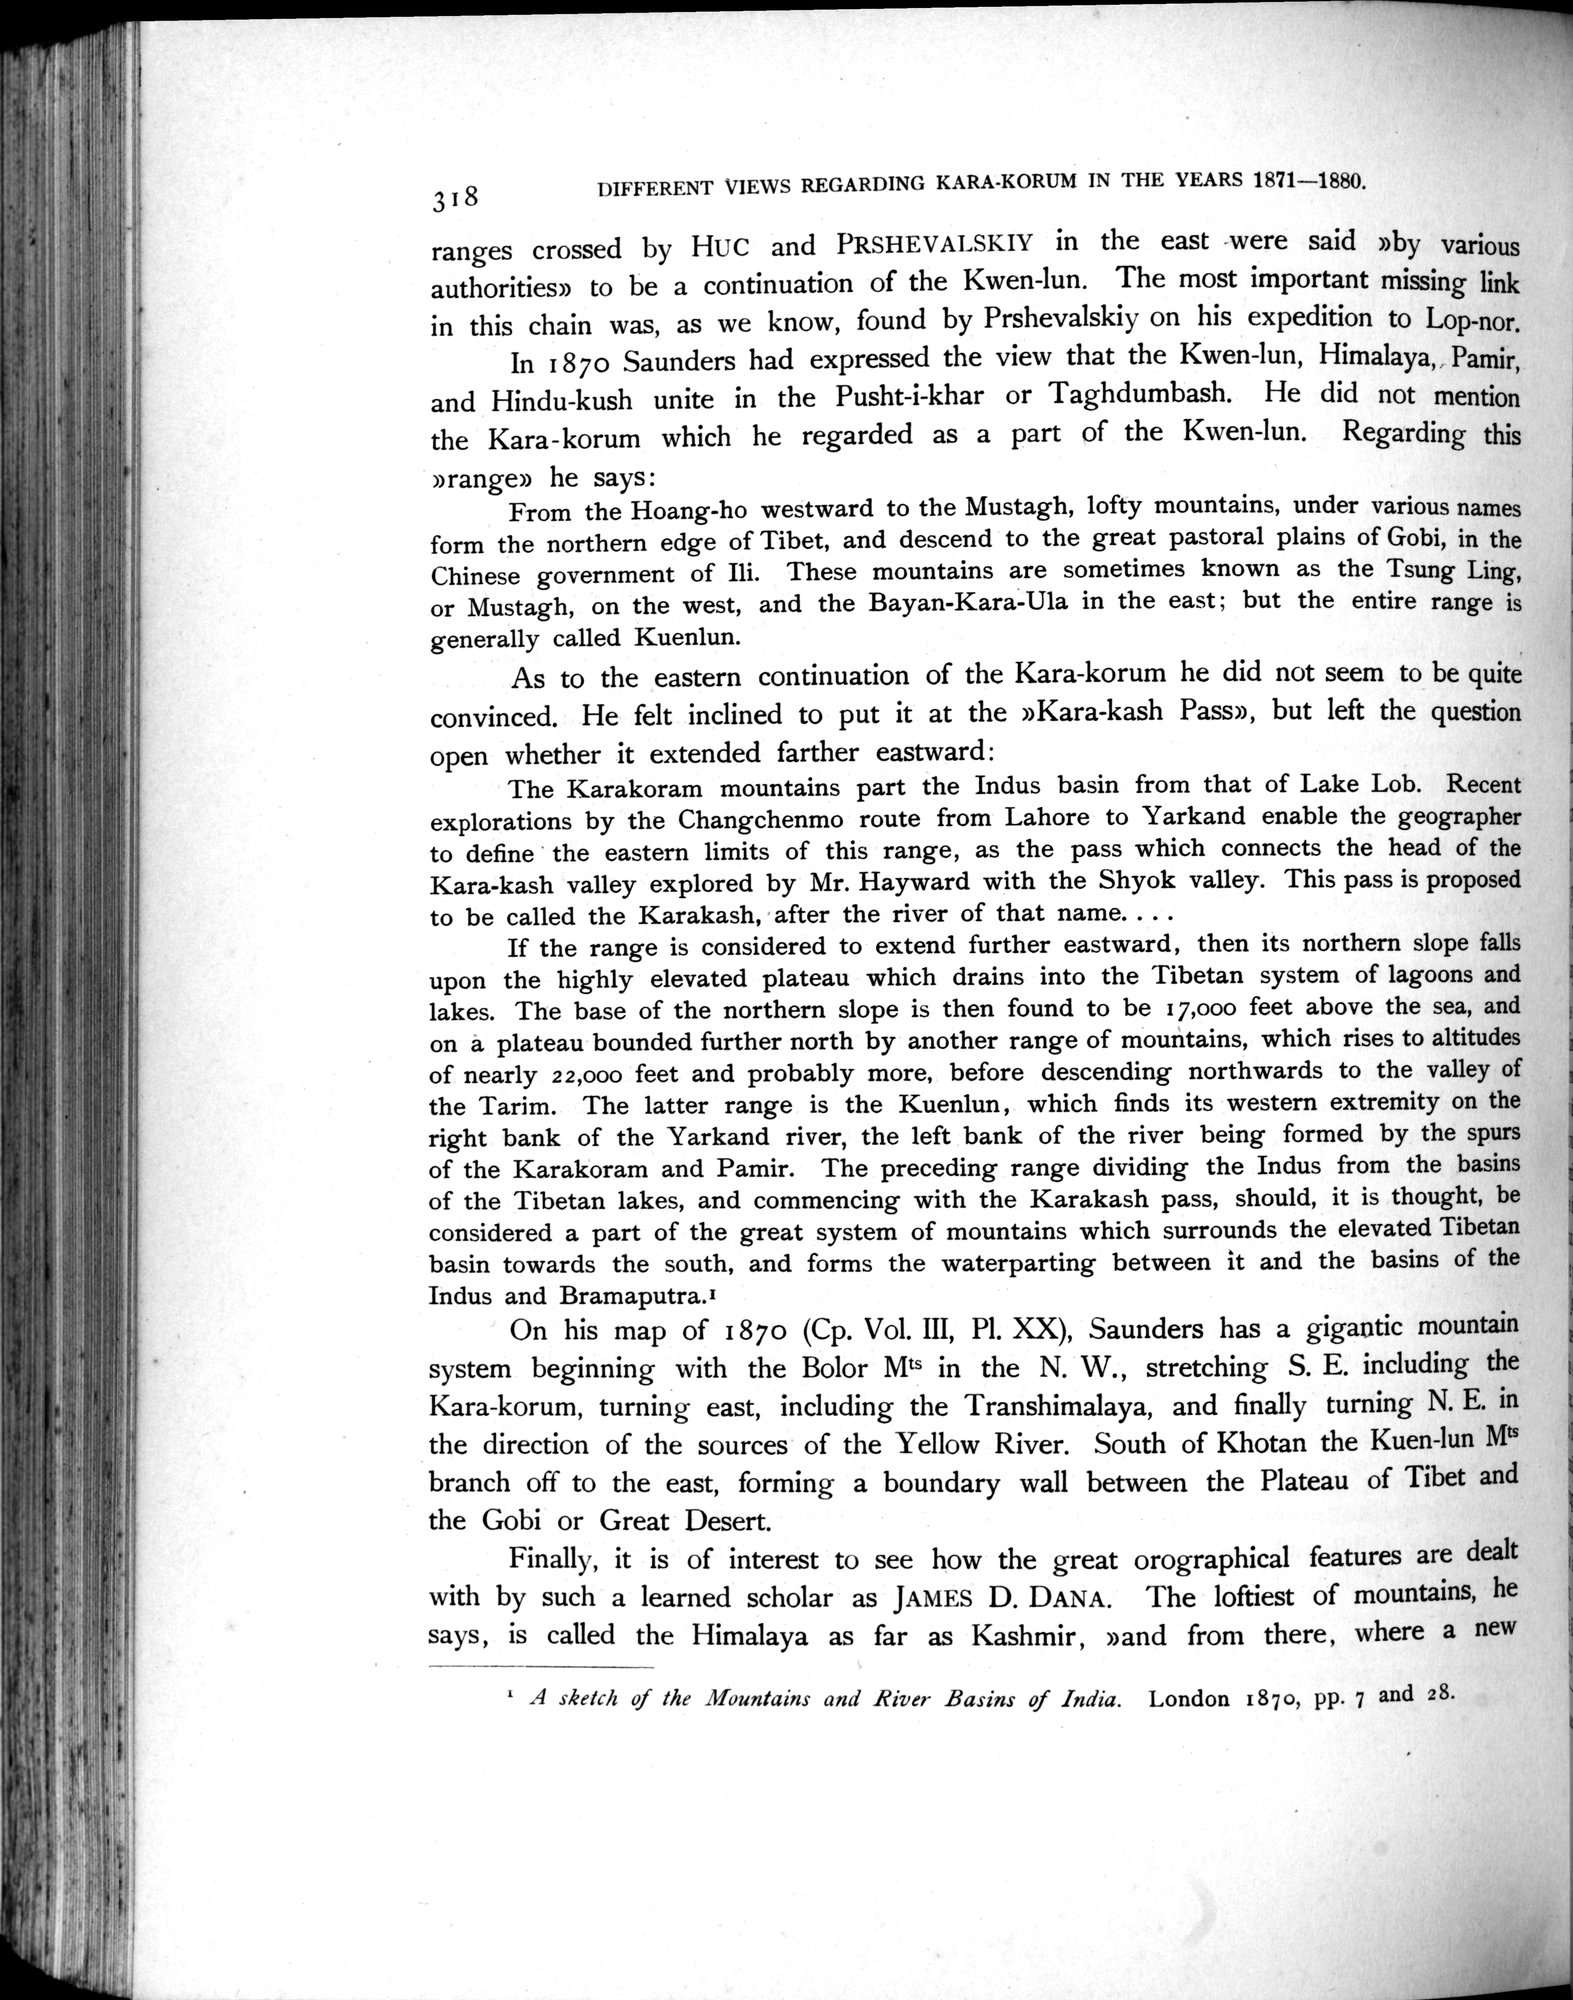 318
DIFFERENT VIEWS REGARDING KARA-KORUM IN THE YEARS 1871—1880.
ranges crossed by HUC and PRSHEVALSKIY in the east were said »by various
authorities» to be a continuation of the Kwen-lun. The most important missing link
in this chain was, as we know, found by Prshevalskiy on his expedition to Lop-nor.
In 1870 Saunders had expressed the view that the Kwen-lun, Himalaya, Pamir,
and Hindu-kush unite in the Pusht-i-khar or Taghdumbash. He did not mention
the Kara-korum which he regarded as a part of the Kwen-lun. Regarding this
»range» he says:
From the Hoang-ho westward to the Mustagh, lofty mountains, under various names
form the northern edge of Tibet, and descend to the great pastoral plains of Gobi, in the
Chinese government of Ili. These mountains are sometimes known as the Tsung Ling,
or Mustagh, on the west, and the Bayan-Kara-Ula in the east; but the entire range is
generally called Kuenlun.
As to the eastern continuation of the Kara-korum he did not seem to be quite
convinced. He felt inclined to put it at the »Kara-kash Pass», but left the question
open whether it extended farther eastward:
The Karakoram mountains part the Indus basin from that of Lake Lob. Recent
explorations by the Changchenmo route from Lahore to Yarkand enable the geographer
to define the eastern limits of this range, as the pass which connects the head of the
Kara-kash valley explored by Mr. Hayward with the Shyok valley. This pass is proposed
to be called the Karakash, after the river of that name....
If the range is considered to extend further eastward, then its northern slope falls
upon the highly elevated plateau which drains into the Tibetan system of lagoons and
lakes. The base of the northern slope is then found to be 17,000 feet above the sea, and
on a plateau bounded further north by another range of mountains, which rises to altitudes
of nearly 22,000 feet and probably more, before descending northwards to the valley of
the Tarim. The latter range is the Kuenlun, which finds its western extremity on the
right bank of the Yarkand river, the left bank of the river being formed by the spurs
of the Karakoram and Pamir. The preceding range dividing the Indus from the basins
of the Tibetan lakes, and commencing with the Karakash pass, should, it is thought, be
considered a part of the great system of mountains which surrounds the elevated Tibetan
basin towards the south, and forms the waterparting between it and the basins of the
Indus and Bramaputra.¹
On his map of 1870 (Cp. Vol. III, Pl. XX), Saunders has a gigantic mountain
system beginning with the Bolor Mts in the N. W., stretching S. E. including the
Kara-korum, turning east, including the Transhimalaya, and finally turning N. E. in
the direction of the sources of the Yellow River. South of Khotan the Kuen-lun Mts
branch off to the east, forming a boundary wall between the Plateau of Tibet and
the Gobi or Great Desert.
Finally, it is of interest to see how the great orographical features are dealt
with by such a learned scholar as JAMES D. DANA. The loftiest of mountains, he
says, is called the Himalaya as far as Kashmir, »and from there, where a new
¹ A sketch of the Mountains and River Basins of India. London 1870, pp. 7 and 28.